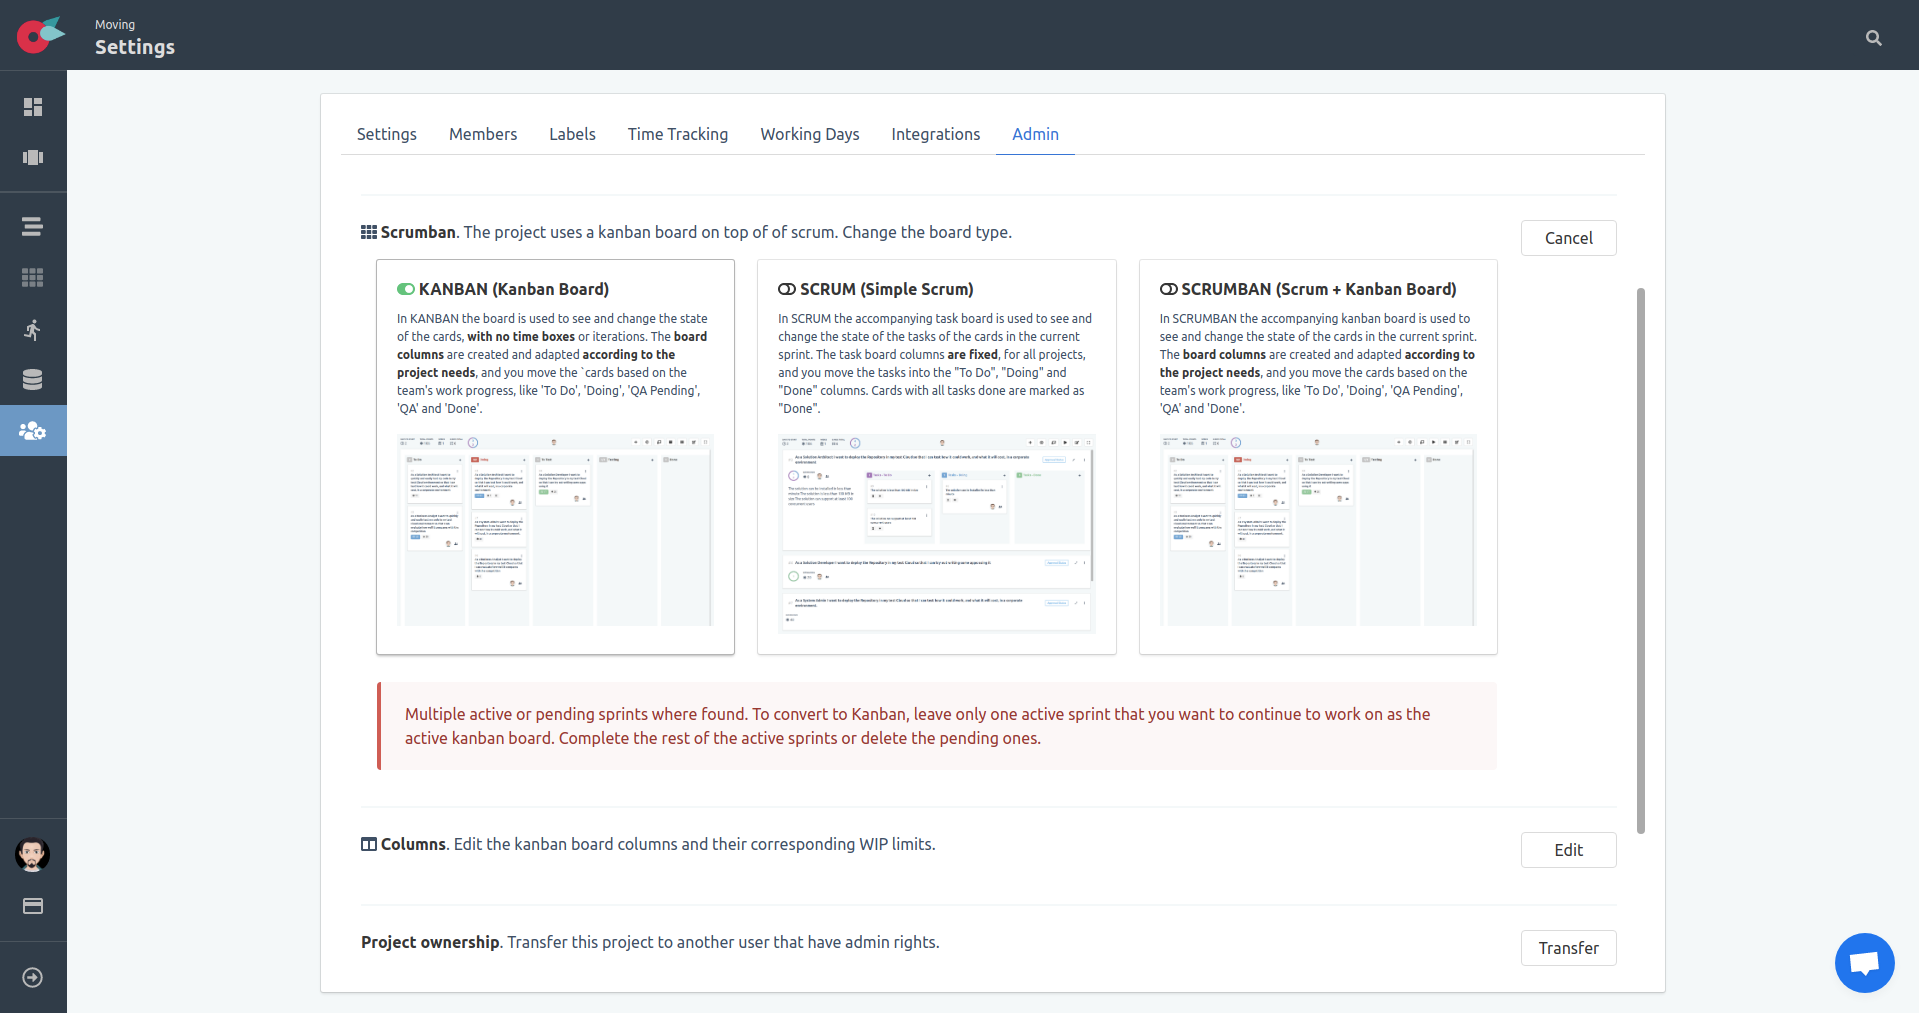 Moving
Settings
Settings
Members
Labels
Time Tracking
Working Days
Integrations
Admin
Scrumban. The project uses a kanban board on top of of scrum. Change the board type.
Cancel
KANBAN (Kanban Board)
In KANBAN the board is used to see and change the state
of the cards, with no time boxes or iterations. The board
columns are created and adapted according to the
project needs, and you move the `cards based on the
team's work progress, like 'To Do', 'Doing', 'QA Pending',
'QA' and 'Done'.
SCRUM (Simple Scrum)
In SCRUM the accompanying task board is used to see and
change the state of the tasks of the cards in the current
sprint. The task board columns are fixed, for all projects,
and you move the tasks into the "To Do", "Doing" and
"Done" columns. Cards with all tasks done are marked as
"Done".
SCRUMBAN (Scrum + Kanban Board)
In SCRUMBAN the accompanying kanban board is used to
see and change the state of the cards in the current sprint.
The board columns are created and adapted according to
the project needs, and you move the cards based on the
team's work progress, like 'To Do', 'Doing', 'QA Pending',
'QA' and 'Done'.
Multiple active or pending sprints where found. To convert to Kanban, leave only one active sprint that you want to continue to work on as the
active kanban board. Complete the rest of the active sprints or delete the pending ones.
Columns. Edit the kanban board columns and their corresponding WIP limits.
Edit
Project ownership. Transfer this project to another user that have admin rights.
Transfer